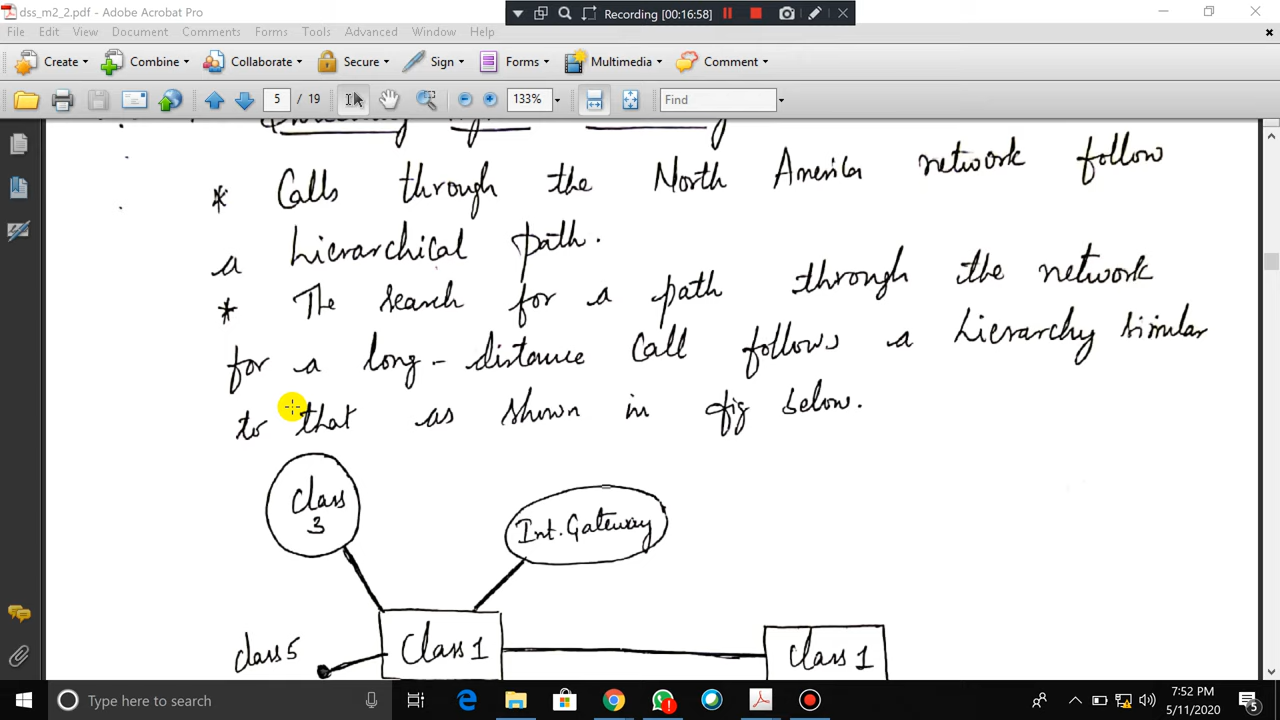 dss_m2_2.pdf - Adobe Acrobat Pro
Recording [00:16:58]
File Edit View Document Comments Forms Tools Advanced Window Help
Create Combine Collaborate Secure Sign Forms Multimedia Comment
5 / 19 133% Find
* Calls through the North America network follow
a hierarchical path.
* The search for a path through the network
for a long-distance call follows a hierarchy similar
to that as shown in fig below.
Class
3
Int. Gateway
class 5
Class 1
Class 1
Type here to search
7:52 PM
5/11/2020
5